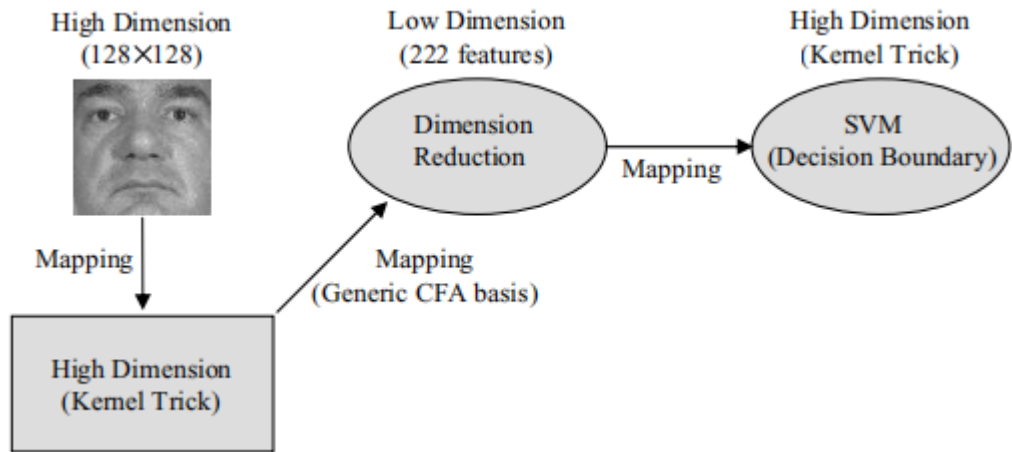 High Dimension
(128×128)
Low Dimension
(222 features)
High Dimension
(Kernel Trick)
Dimension
Reduction
SVM
(Decision Boundary)
Mapping
Mapping
Mapping
(Generic CFA basis)
High Dimension
(Kernel Trick)